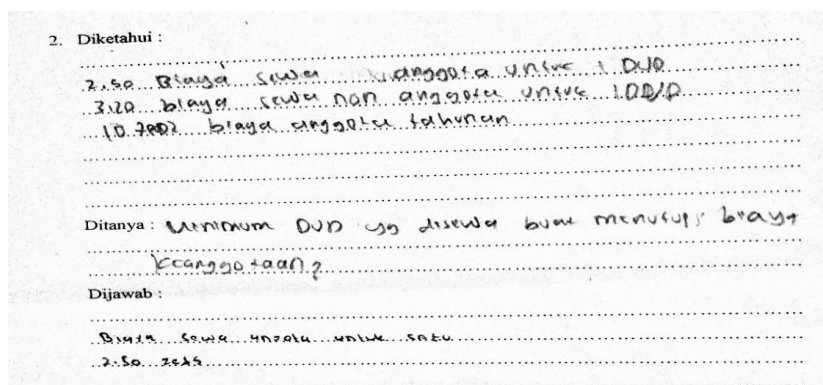 2. Diketahui :
2,50 Biaya sewa anggota untuk 1 DVD
3.20 biaya sewa non anggota untuk 1 DVD
10 biaya anggota tahunan
Ditanya : Minimum DVD yg disewa buat menutupi biaya
keanggotaan ?
Dijawab :
Biaya sewa untuk satu
2.50 zeds